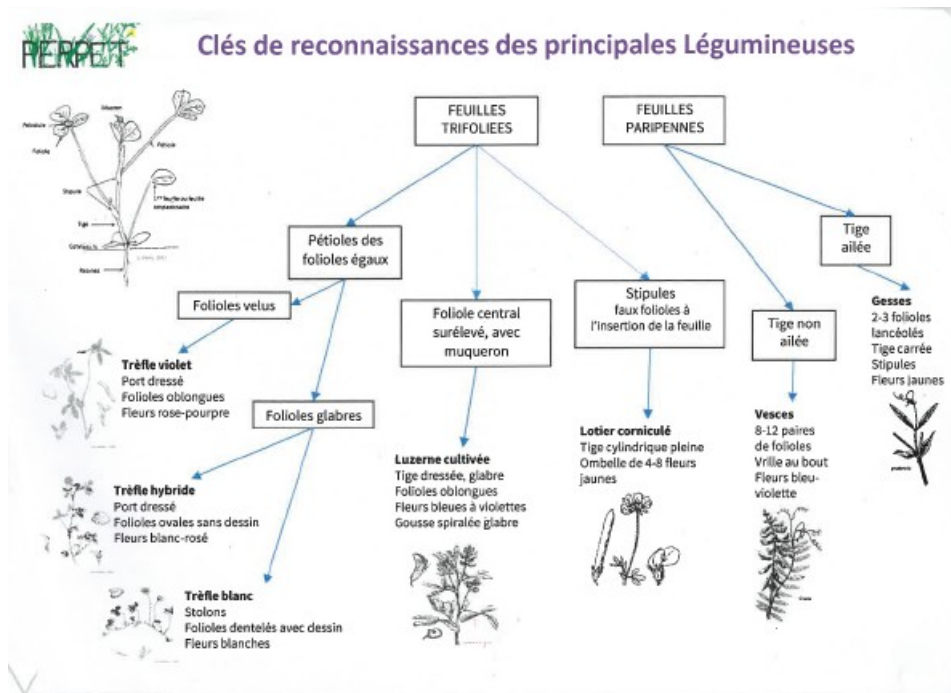 PERPET
Clés de reconnaissances des principales Légumineuses
FEUILLES
TRIFOLIEES
FEUILLES
PARIPENNES
Foliole
Pétiole
Stipule
Tige
Racines
Pétioles des
folioles égaux
Tige
ailée
Folioles velus
Foliole central
surélevé, avec
muqueron
Stipules
faux folioles à
l'insertion de la feuille
Tige non
ailée
Gesses
2-3 folioles
lancéolés
Tige carrée
Stipules
Fleurs jaunes
Trèfle violet
Port dressé
Folioles oblongues
Fleurs rose-pourpre
Folioles glabres
Vesces
8-12 paires
de folioles
Vrille au bout
Fleurs bleu-
violette
Lotier corniculé
Tige cylindrique pleine
Ombelle de 4-8 fleurs
jaunes
Luzerne cultivée
Tige dressée, glabre
Folioles oblongues
Fleurs bleues à violettes
Gousse spiralée glabre
Trèfle hybride
Port dressé
Folioles ovales sans dessin
Fleurs blanc-rosé
Trèfle blanc
Stolons
Folioles dentelés avec dessin
Fleurs blanches